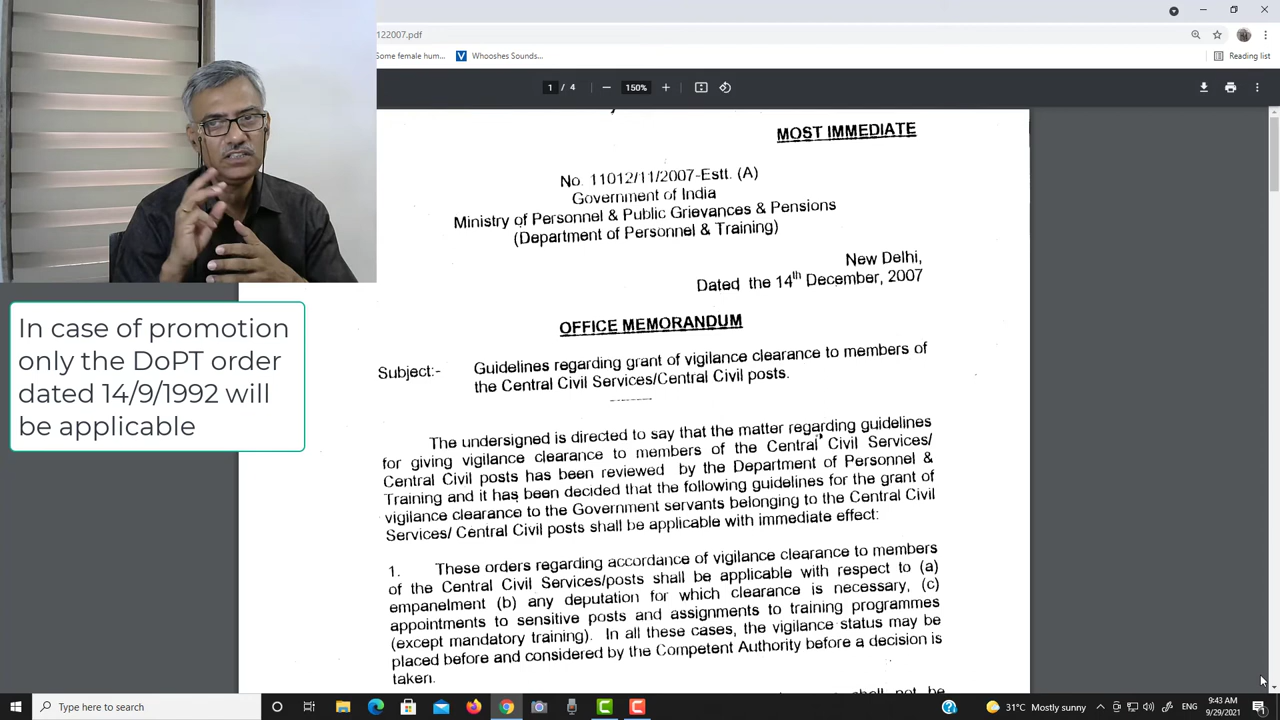 122007.pdf
Some female hum...
Whooshes Sounds...
Reading list
1 / 4
150%
MOST IMMEDIATE
No. 11012/11/2007-Estt. (A)
Government of India
Ministry of Personnel & Public Grievances & Pensions
(Department of Personnel & Training)
New Delhi,
Dated the 14th December, 2007
OFFICE MEMORANDUM
Subject:- Guidelines regarding grant of vigilance clearance to members of
the Central Civil Services/Central Civil posts.
The undersigned is directed to say that the matter regarding guidelines
for giving vigilance clearance to members of the Central Civil Services/
Central Civil posts has been reviewed by the Department of Personnel &
Training and it has been decided that the following guidelines for the grant of
vigilance clearance to the Government servants belonging to the Central Civil
Services/ Central Civil posts shall be applicable with immediate effect:
1. These orders regarding accordance of vigilance clearance to members
of the Central Civil Services/posts shall be applicable with respect to (a)
empanelment (b) any deputation for which clearance is necessary, (c)
appointments to sensitive posts and assignments to training programmes
(except mandatory training). In all these cases, the vigilance status may be
placed before and considered by the Competent Authority before a decision is
taken.
shall not be
In case of promotion
only the DoPT order
dated 14/9/1992 will
be applicable
Type here to search
31°C Mostly sunny
9:43 AM
9/29/2021